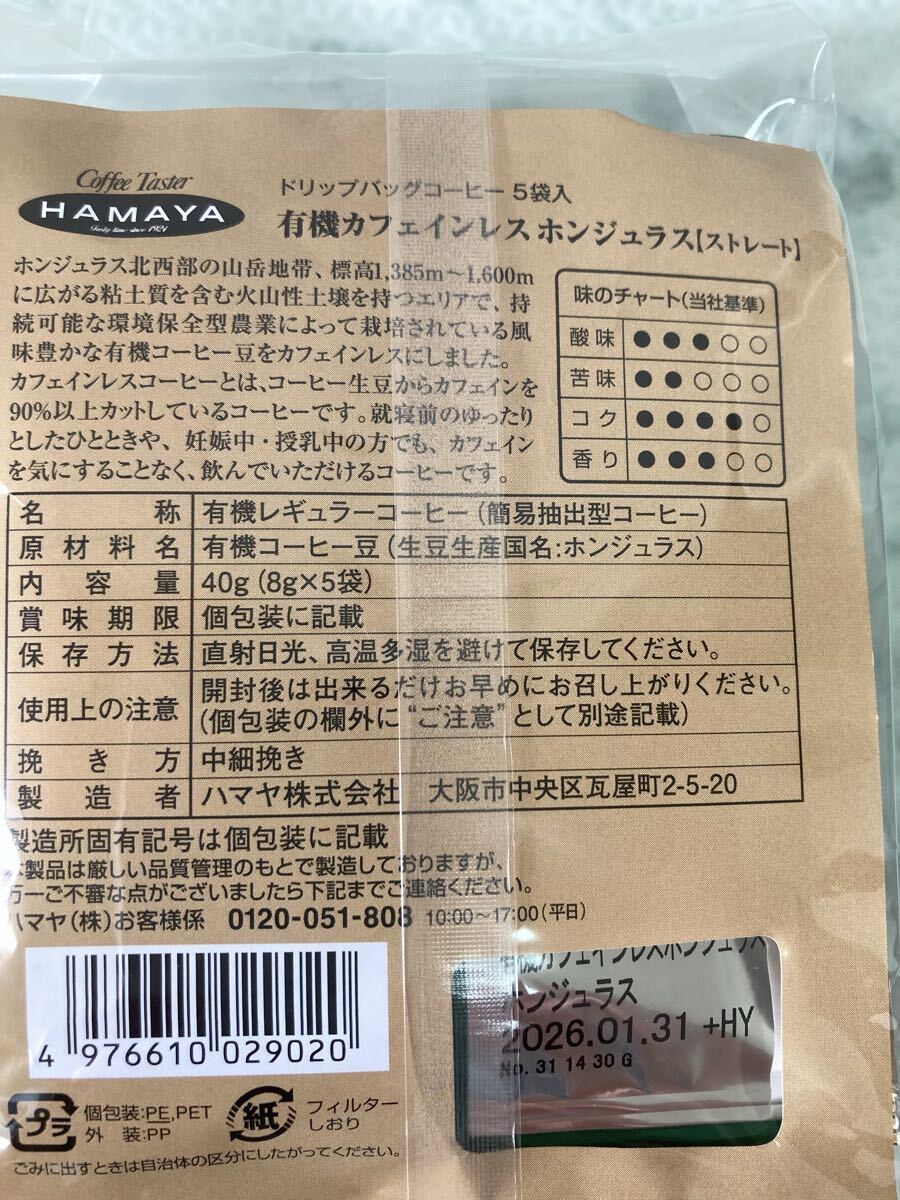 Coffee Taster
HAMAYA
Tasty time since 1924
ドリップバッグコーヒー 5袋入
有機カフェインレス ホンジュラス【ストレート】
ホンジュラス北西部の山岳地帯、標高1,385m〜1,600m
に広がる粘土質を含む火山性土壌を持つエリアで、持
続可能な環境保全型農業によって栽培されている風
味豊かな有機コーヒー豆をカフェインレスにしました。
カフェインレスコーヒーとは、コーヒー生豆からカフェインを
90%以上カットしているコーヒーです。就寝前のゆったり
としたひとときや、妊娠中・授乳中の方でも、カフェイン
を気にすることなく、飲んでいただけるコーヒーです。
味のチャート(当社基準)
酸味 ●●●○○
苦味 ●●○○○
コク ●●●●○
香り ●●●○○
名称 有機レギュラーコーヒー(簡易抽出型コーヒー)
原材料名 有機コーヒー豆(生豆生産国名:ホンジュラス)
内容量 40g(8g×5袋)
賞味期限 個包装に記載
保存方法 直射日光、高温多湿を避けて保存してください。
使用上の注意 開封後は出来るだけお早めにお召し上がりください。
(個包装の欄外に“ご注意”として別途記載)
挽き方 中細挽き
製造者 ハマヤ株式会社 大阪市中央区瓦屋町2-5-20
製造所固有記号は個包装に記載
本製品は厳しい品質管理のもとで製造しておりますが、
万一ご不審な点がございましたら下記までご連絡ください。
ハマヤ(株)お客様係 0120-051-808 10:00〜17:00(平日)
4 976610 029020
有機カフェインレスホンジュラス
ホンジュラス
2026.01.31 +HY
No. 31 14 30 G
プラ
個包装:PE,PET
外装:PP
紙
フィルター
しおり
ごみに出すときは自治体の区分にしたがってください。